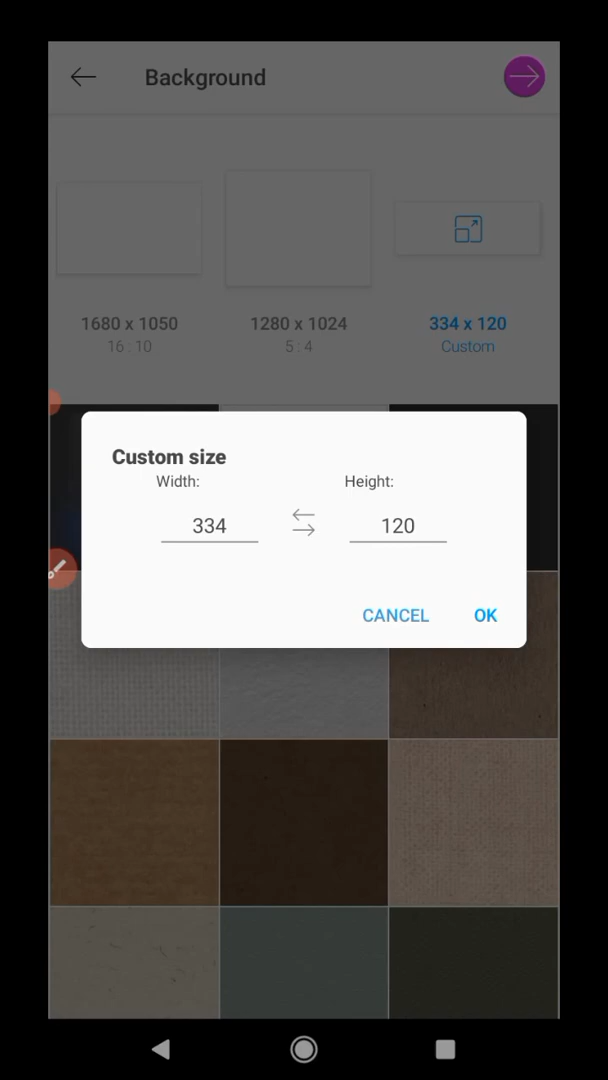 Background
1680 x 1050
16 : 10
1280 x 1024
5 : 4
334 x 120
Custom
Custom size
Width:
Height:
334
120
CANCEL
OK